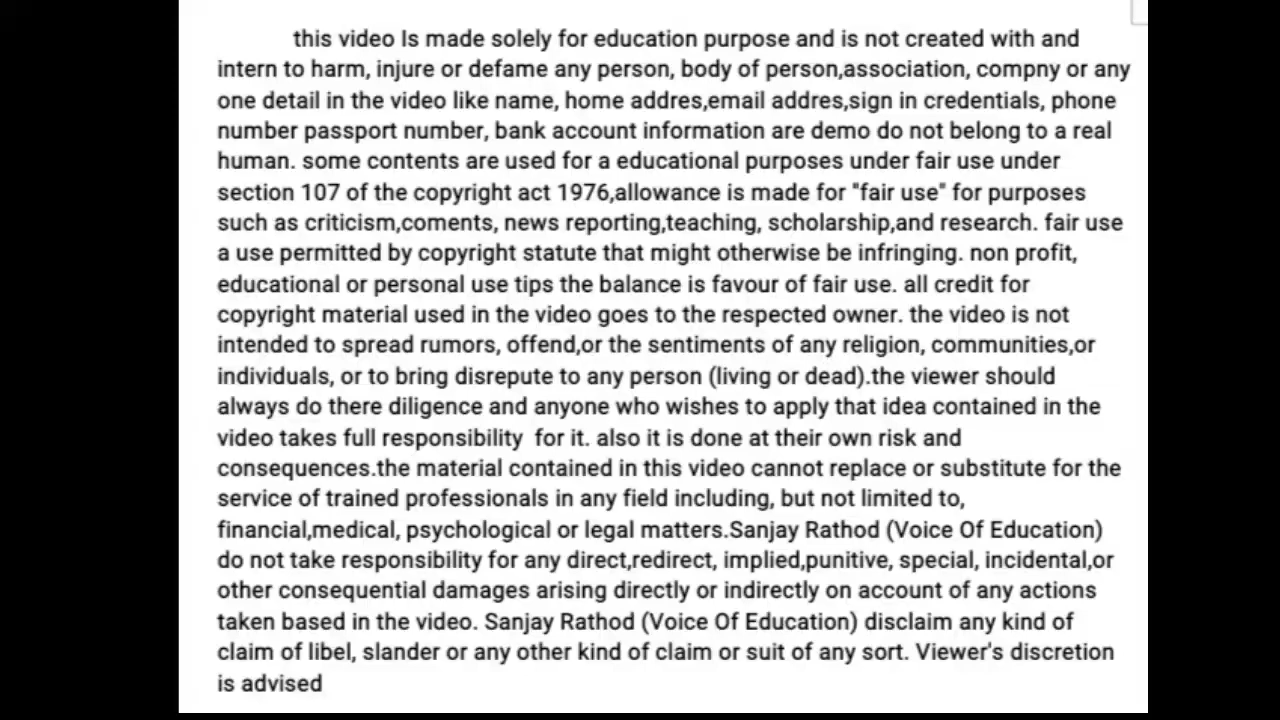 this video Is made solely for education purpose and is not created with and
intern to harm, injure or defame any person, body of person,association, compny or any
one detail in the video like name, home addres,email addres,sign in credentials, phone
number passport number, bank account information are demo do not belong to a real
human. some contents are used for a educational purposes under fair use under
section 107 of the copyright act 1976,allowance is made for "fair use" for purposes
such as criticism,coments, news reporting,teaching, scholarship,and research. fair use
a use permitted by copyright statute that might otherwise be infringing. non profit,
educational or personal use tips the balance is favour of fair use. all credit for
copyright material used in the video goes to the respected owner. the video is not
intended to spread rumors, offend,or the sentiments of any religion, communities,or
individuals, or to bring disrepute to any person (living or dead).the viewer should
always do there diligence and anyone who wishes to apply that idea contained in the
video takes full responsibility  for it. also it is done at their own risk and
consequences.the material contained in this video cannot replace or substitute for the
service of trained professionals in any field including, but not limited to,
financial,medical, psychological or legal matters.Sanjay Rathod (Voice Of Education)
do not take responsibility for any direct,redirect, implied,punitive, special, incidental,or
other consequential damages arising directly or indirectly on account of any actions
taken based in the video. Sanjay Rathod (Voice Of Education) disclaim any kind of
claim of libel, slander or any other kind of claim or suit of any sort. Viewer's discretion
is advised